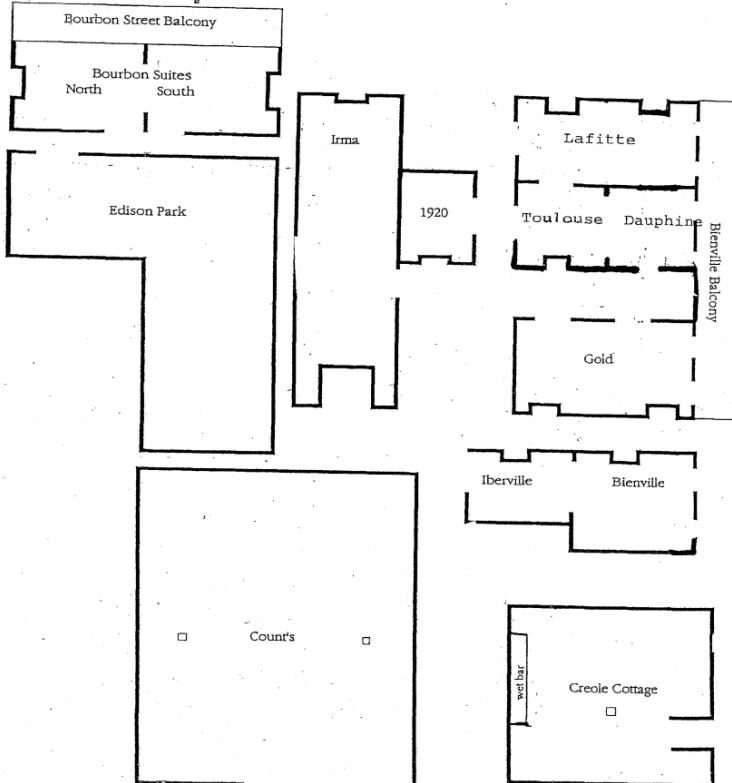 Bourbon Street Balcony
Bourbon Suites
North South
Irma
Lafitte
Edison Park
1920
Toulouse Dauphine
Bienville Balcony
Gold
Iberville
Bienville
Count's
Creole Cottage
wet bar